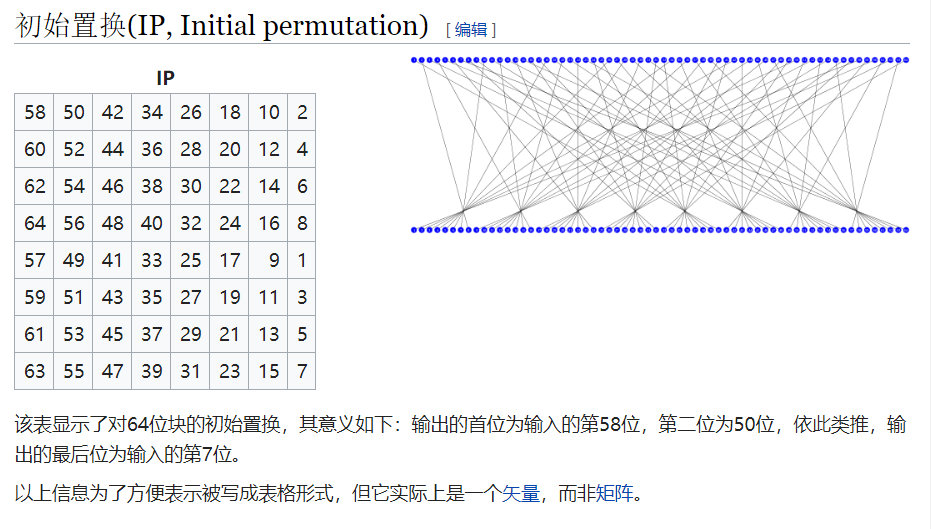 初始置换(IP, Initial permutation) [ 编辑 ]
IP
58 50 42 34 26 18 10 2
60 52 44 36 28 20 12 4
62 54 46 38 30 22 14 6
64 56 48 40 32 24 16 8
57 49 41 33 25 17 9 1
59 51 43 35 27 19 11 3
61 53 45 37 29 21 13 5
63 55 47 39 31 23 15 7
该表显示了对64位块的初始置换，其意义如下：输出的首位为输入的第58位，第二位为50位，依此类推，输
出的最后位为输入的第7位。
以上信息为了方便表示被写成表格形式，但它实际上是一个矢量，而非矩阵。